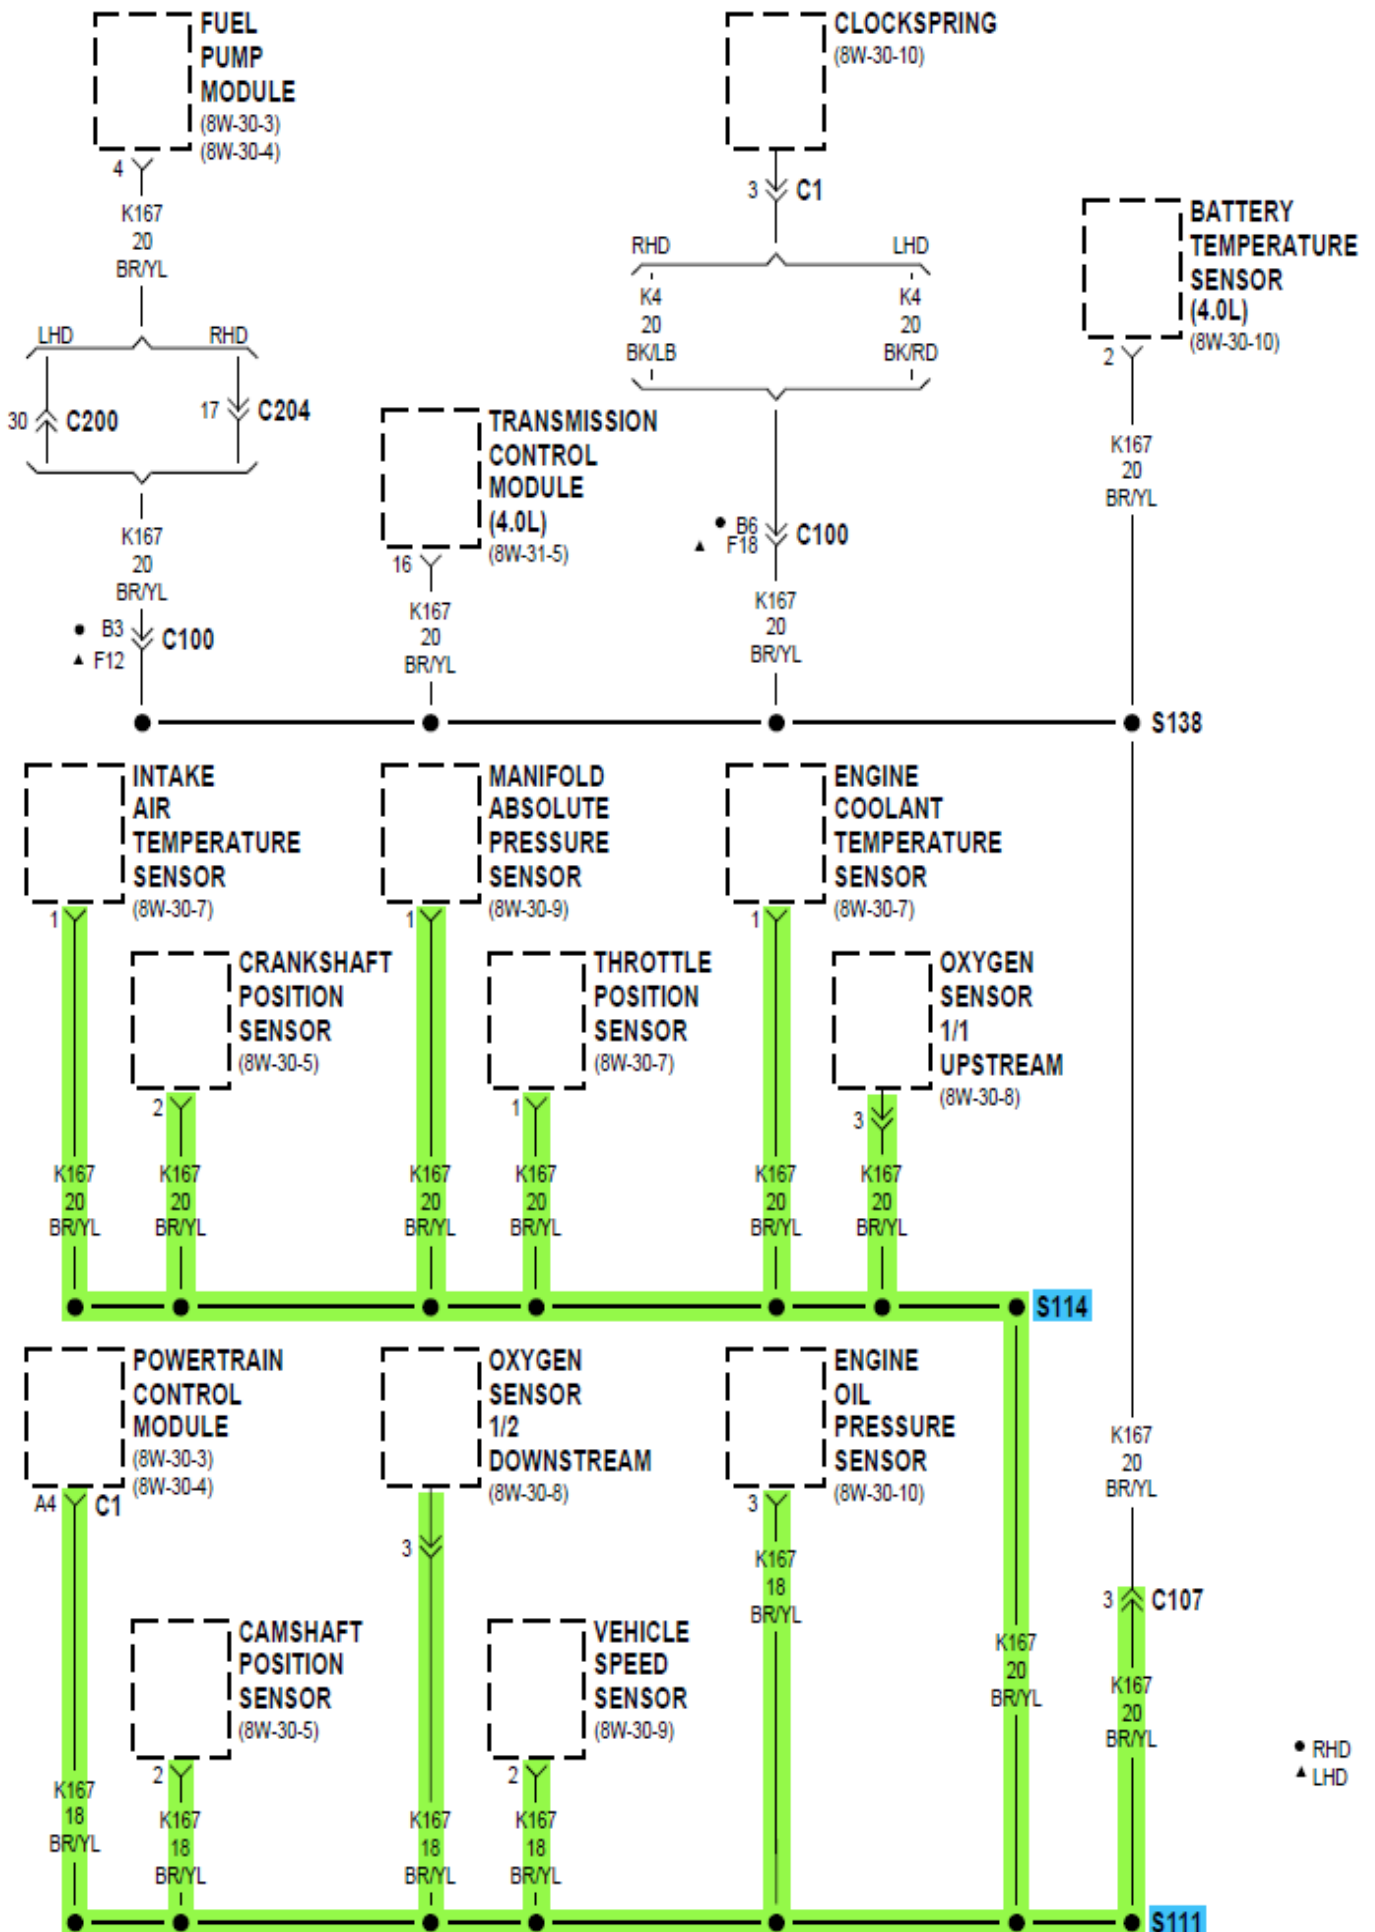 FUEL
PUMP
MODULE
(8W-30-3)
(8W-30-4)
4
K167
20
BR/YL
LHD
RHD
30
C200
17
C204
K167
20
BR/YL
● B3
▲ F12
C100
CLOCKSPRING
(8W-30-10)
3
C1
RHD
LHD
K4
20
BK/LB
K4
20
BK/RD
● B6
▲ F18
C100
K167
20
BR/YL
TRANSMISSION
CONTROL
MODULE
(4.0L)
(8W-31-5)
16
K167
20
BR/YL
BATTERY
TEMPERATURE
SENSOR
(4.0L)
(8W-30-10)
2
K167
20
BR/YL
S138
INTAKE
AIR
TEMPERATURE
SENSOR
(8W-30-7)
1
K167
20
BR/YL
CRANKSHAFT
POSITION
SENSOR
(8W-30-5)
2
K167
20
BR/YL
MANIFOLD
ABSOLUTE
PRESSURE
SENSOR
(8W-30-9)
1
K167
20
BR/YL
THROTTLE
POSITION
SENSOR
(8W-30-7)
1
K167
20
BR/YL
ENGINE
COOLANT
TEMPERATURE
SENSOR
(8W-30-7)
1
K167
20
BR/YL
OXYGEN
SENSOR
1/1
UPSTREAM
(8W-30-8)
3
K167
20
BR/YL
S114
POWERTRAIN
CONTROL
MODULE
(8W-30-3)
(8W-30-4)
A4
C1
K167
18
BR/YL
CAMSHAFT
POSITION
SENSOR
(8W-30-5)
2
K167
18
BR/YL
OXYGEN
SENSOR
1/2
DOWNSTREAM
(8W-30-8)
3
K167
18
BR/YL
VEHICLE
SPEED
SENSOR
(8W-30-9)
2
K167
18
BR/YL
ENGINE
OIL
PRESSURE
SENSOR
(8W-30-10)
3
K167
18
BR/YL
K167
20
BR/YL
K167
20
BR/YL
3
C107
K167
20
BR/YL
● RHD
▲ LHD
S111